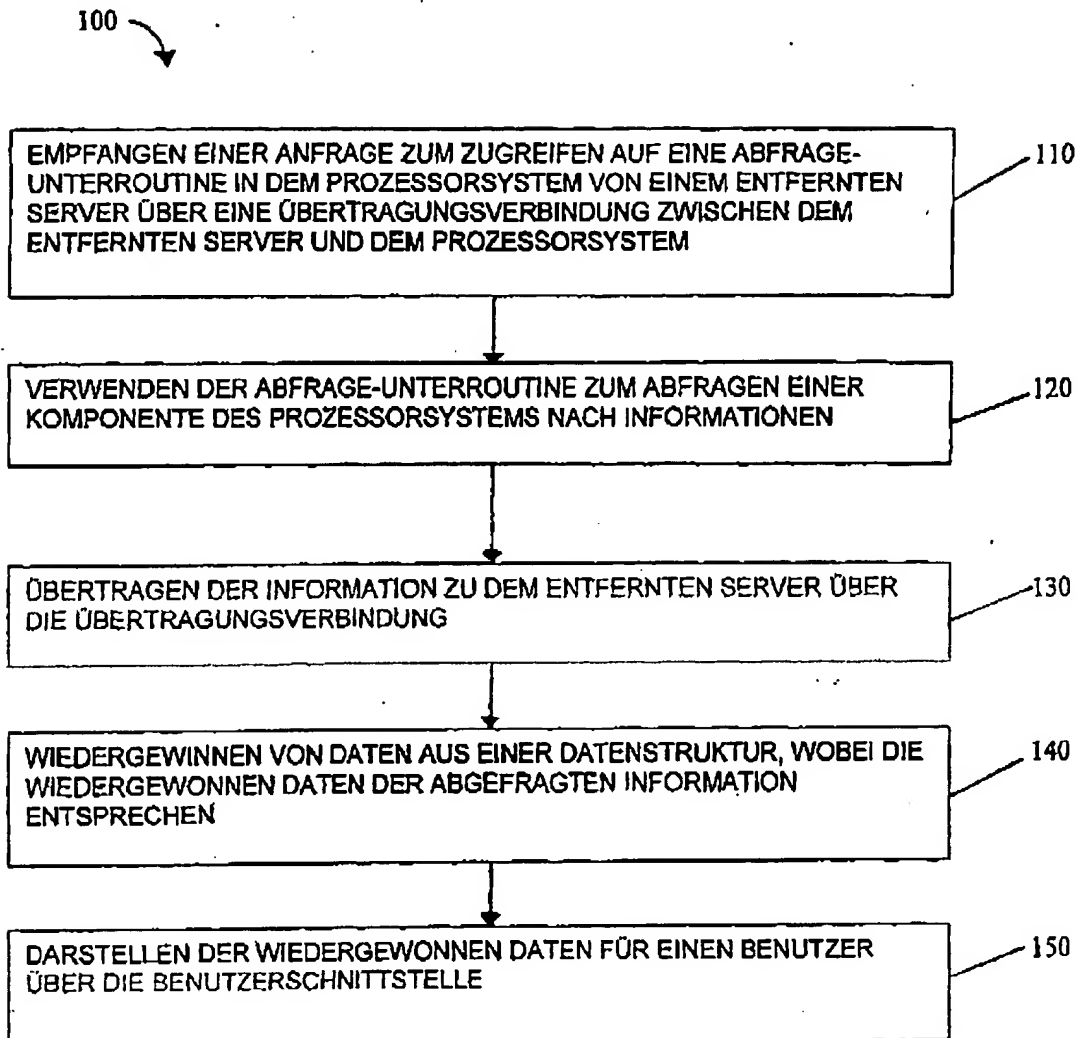 100
EMPFANGEN EINER ANFRAGE ZUM ZUGREIFEN AUF EINE ABFRAGE-
UNTERROUTINE IN DEM PROZESSORSYSTEM VON EINEM ENTFERNTEN
SERVER ÜBER EINE ÜBERTRAGUNGSVERBINDUNG ZWISCHEN DEM
ENTFERNTEN SERVER UND DEM PROZESSORSYSTEM
110
VERWENDEN DER ABFRAGE-UNTERROUTINE ZUM ABFRAGEN EINER
KOMPONENTE DES PROZESSORSYSTEMS NACH INFORMATIONEN
120
ÜBERTRAGEN DER INFORMATION ZU DEM ENTFERNTEN SERVER ÜBER
DIE ÜBERTRAGUNGSVERBINDUNG
130
WIEDERGEWINNEN VON DATEN AUS EINER DATENSTRUKTUR, WOBEI DIE
WIEDERGEWONNEN DATEN DER ABGEFRAGTEN INFORMATION
ENTSPRECHEN
140
DARSTELLEN DER WIEDERGEWONNEN DATEN FÜR EINEN BENUTZER
ÜBER DIE BENUTZERSCHNITTSTELLE
150